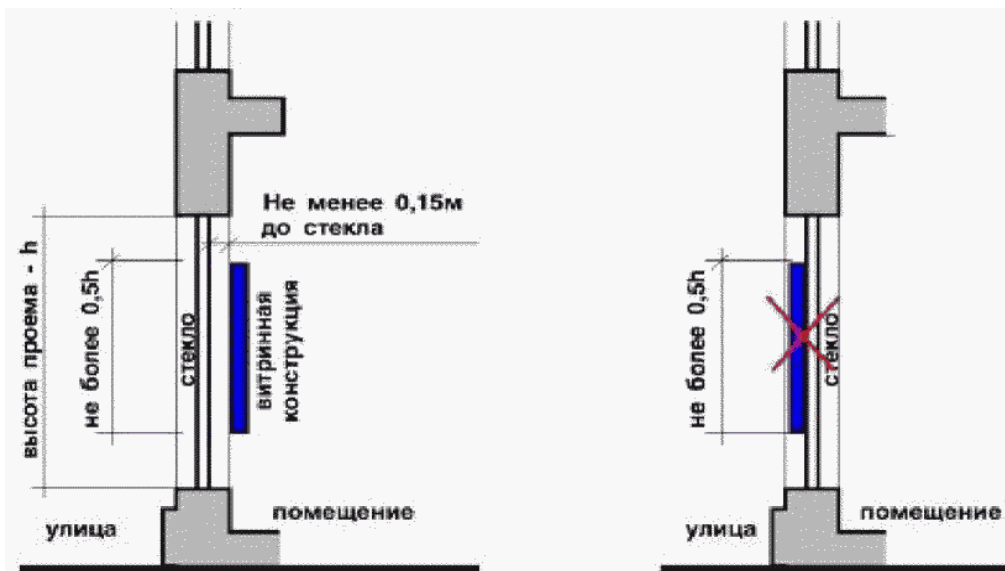 Не менее 0,15м
до стекла
высота проема - h
не более 0,5h
стекло
витринная
конструкция
улица
помещение
не более 0,5h
стекло
улица
помещение